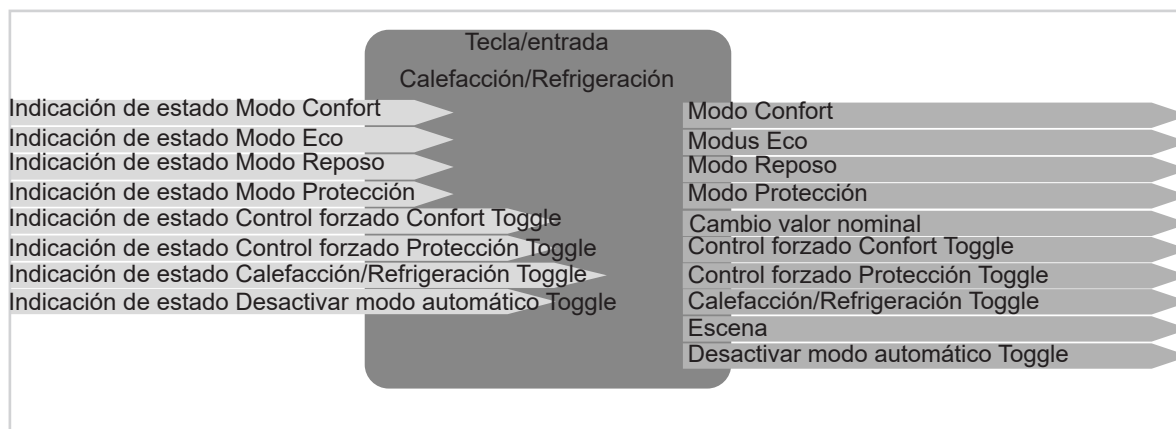 Tecla/entrada
Calefacción/Refrigeración
Indicación de estado Modo Confort
Indicación de estado Modo Eco
Indicación de estado Modo Reposo
Indicación de estado Modo Protección
Indicación de estado Control forzado Confort Toggle
Indicación de estado Control forzado Protección Toggle
Indicación de estado Calefacción/Refrigeración Toggle
Indicación de estado Desactivar modo automático Toggle
Modo Confort
Modus Eco
Modo Reposo
Modo Protección
Cambio valor nominal
Control forzado Confort Toggle
Control forzado Protección Toggle
Calefacción/Refrigeración Toggle
Escena
Desactivar modo automático Toggle